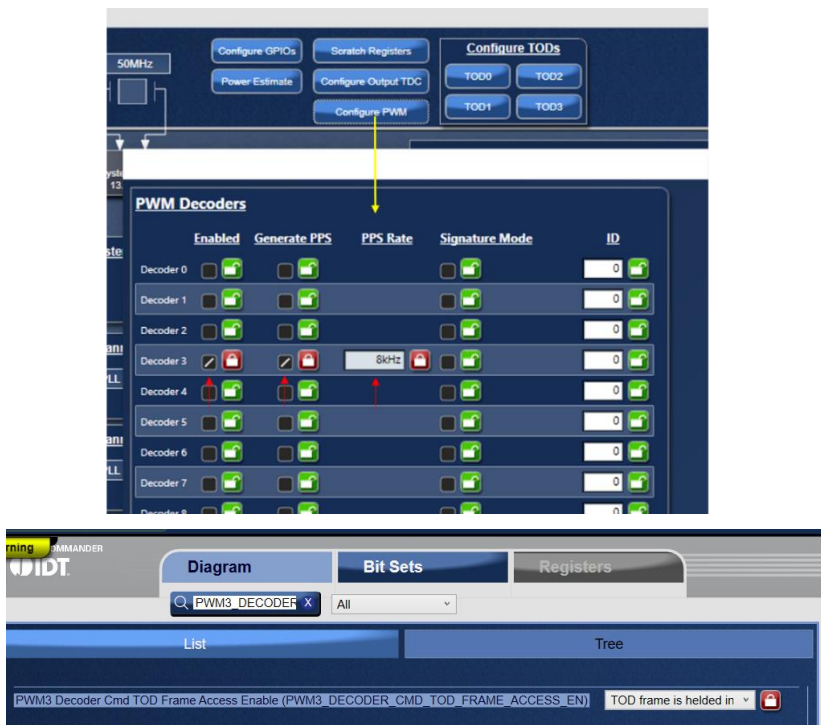 50MHz
Configure GPIOs
Scratch Registers
Configure TODs
Power Estimate
Configure Output TDC
TOD0
TOD2
Configure PWM
TOD1
TOD3
PWM Decoders
Enabled Generate PPS PPS Rate Signature Mode ID
Decoder 0 0
Decoder 1 0
Decoder 2 0
Decoder 3 8kHz 0
Decoder 4 0
Decoder 5 0
Decoder 6 0
Decoder 7 0
Decoder 8
IDT
Diagram
Bit Sets
Registers
PWM3_DECODER X
All
List
Tree
PWM3 Decoder Cmd TOD Frame Access Enable (PWM3_DECODER_CMD_TOD_FRAME_ACCESS_EN) TOD frame is helded in